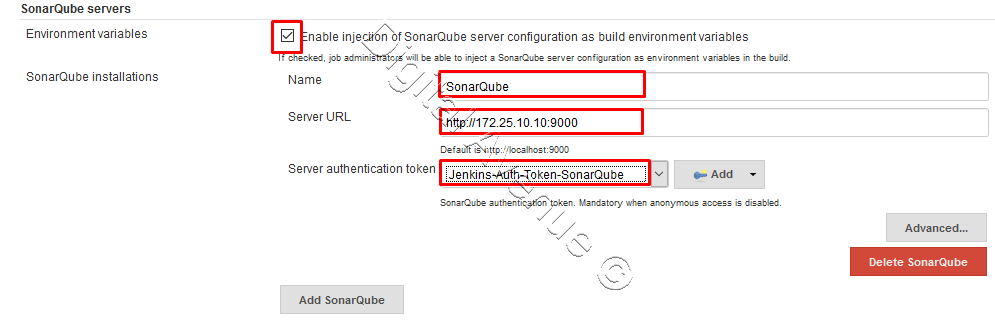 SonarQube servers
Environment variables
Enable injection of SonarQube server configuration as build environment variables
If checked, job administrators will be able to inject a SonarQube server configuration as environment variables in the build.
SonarQube installations
Name
SonarQube
Server URL
http://172.25.10.10:9000
Default is http://localhost:9000
Server authentication token
Jenkins-Auth-Token-SonarQube
Add
SonarQube authentication token. Mandatory when anonymous access is disabled.
Advanced...
Delete SonarQube
Add SonarQube
Digital Avenue ©